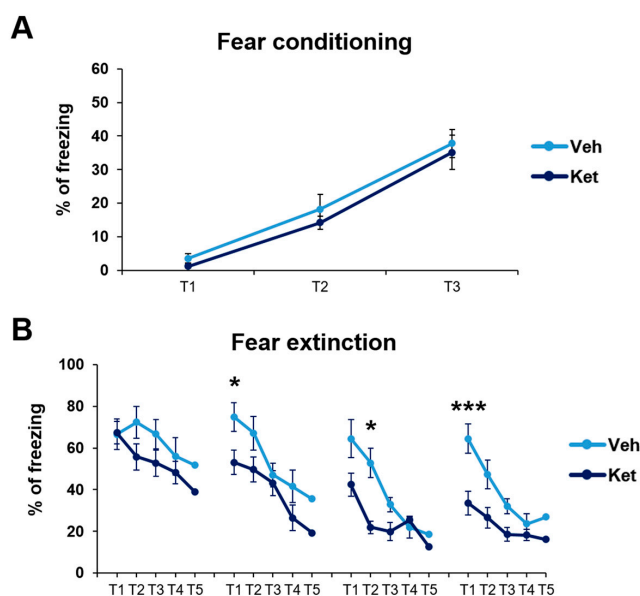 A
Fear conditioning
% of freezing
60
50
40
30
20
10
0
T1 T2 T3
Veh
Ket
B
Fear extinction
% of freezing
100
80
60
40
20
0
*
*
***
T1 T2 T3 T4 T5 T1 T2 T3 T4 T5 T1 T2 T3 T4 T5 T1 T2 T3 T4 T5
Veh
Ket